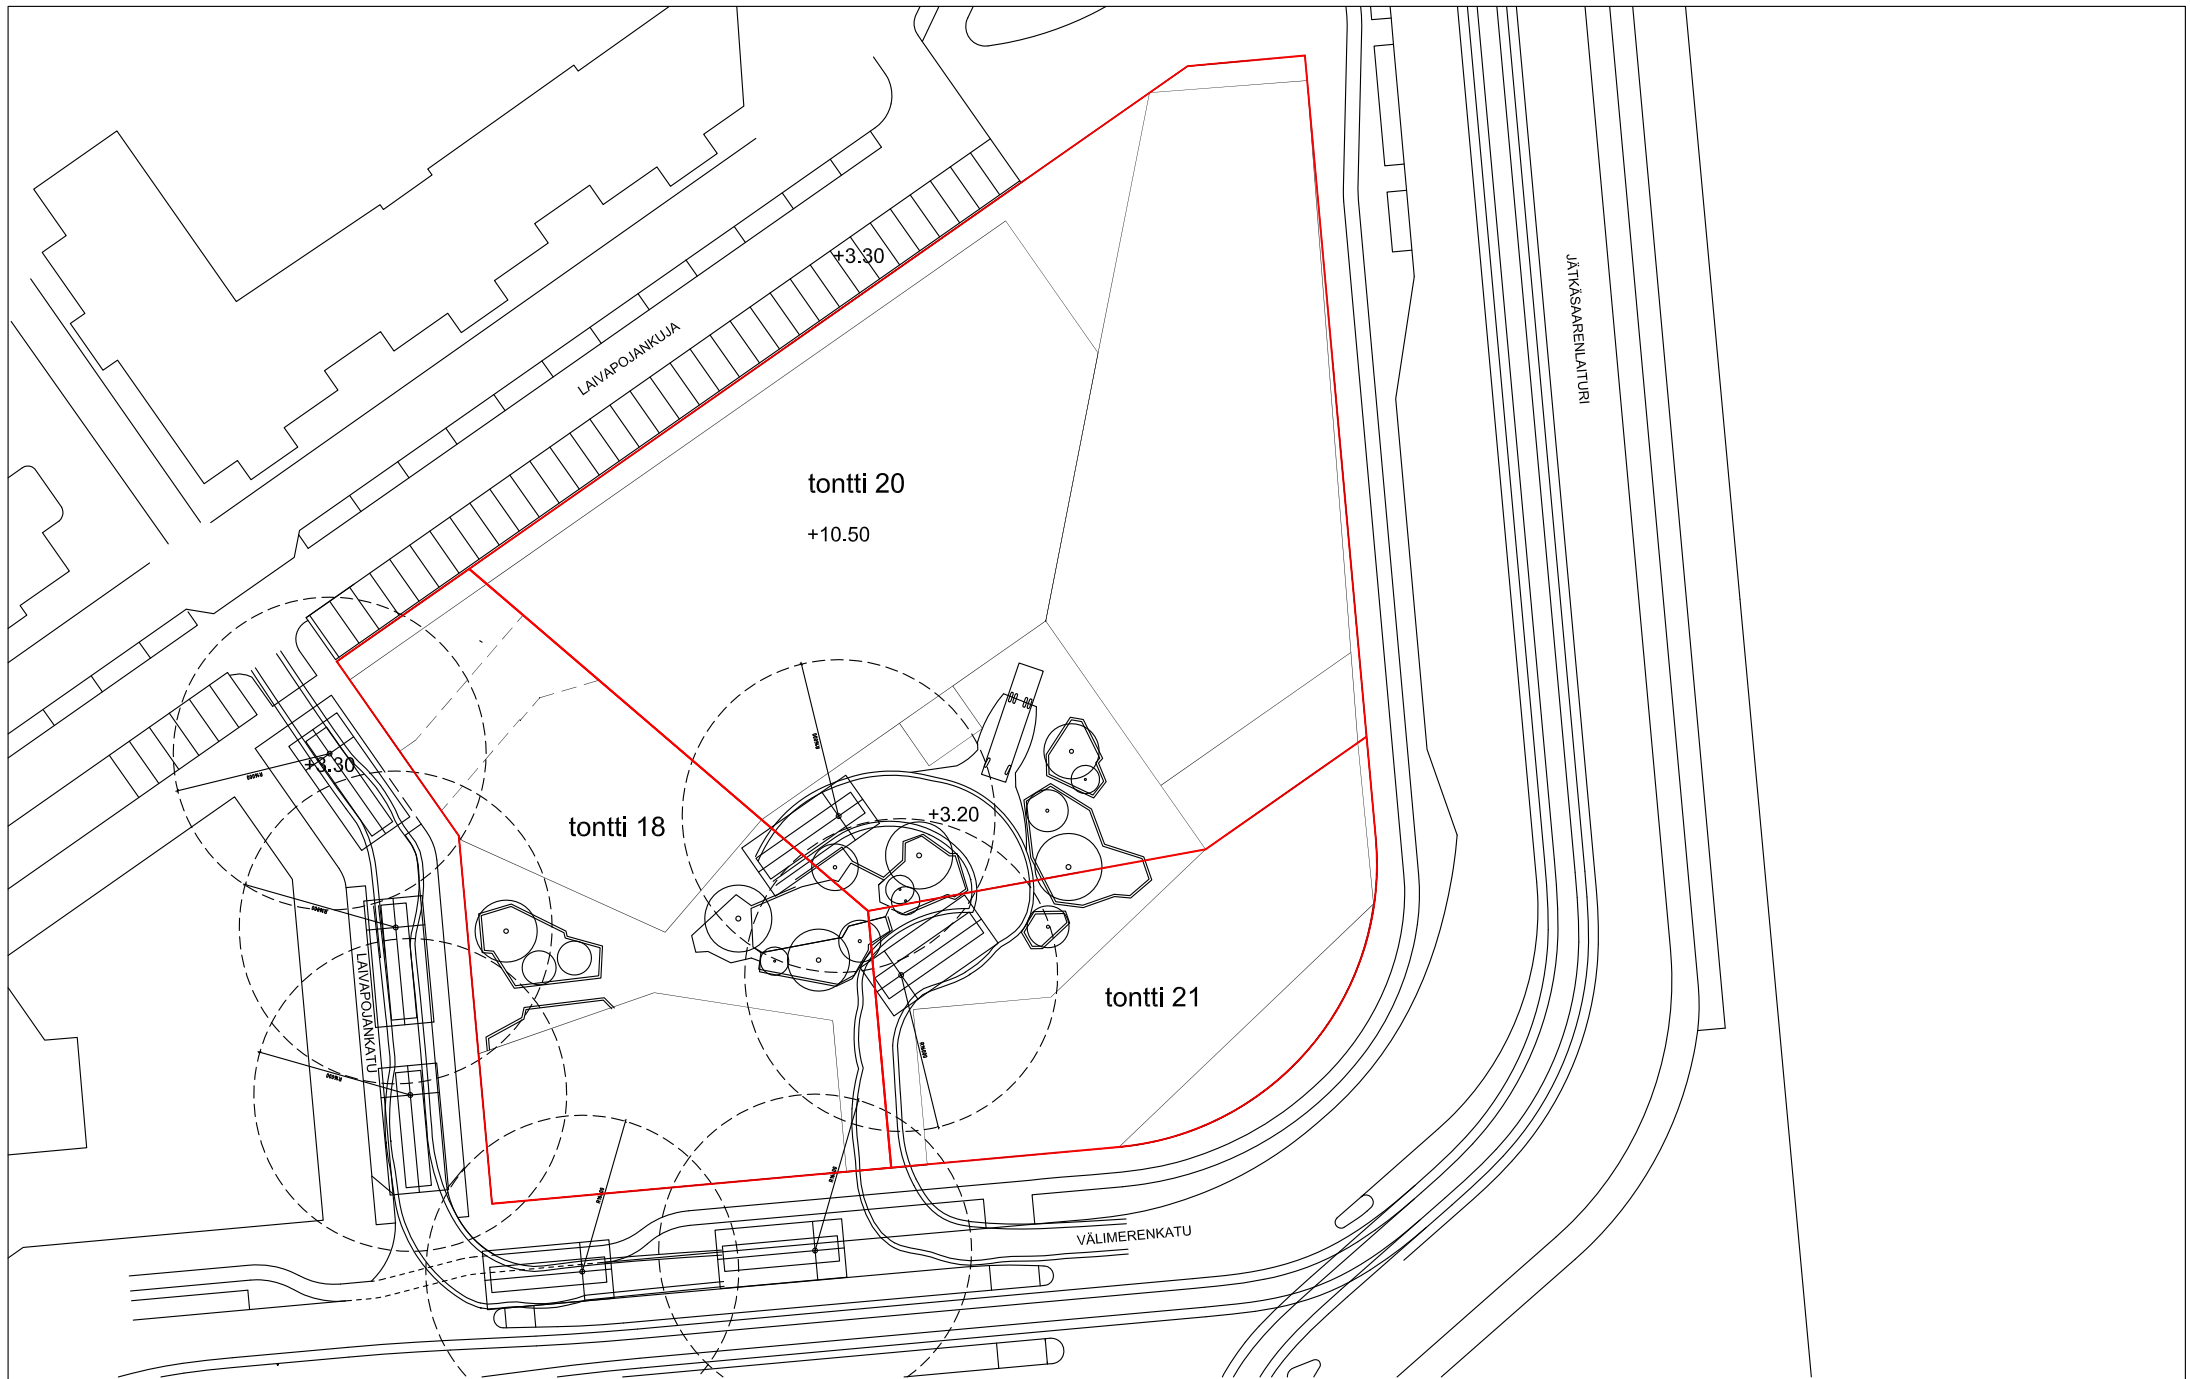 +3.30
JÄTKÄSAARENLAITURI
LAIVAPOJANKUJA
tontti 20
+10.50
+3.30
+3.20
tontti 18
LAIVAPOJANKATU
tontti 21
VÄLIMERENKATU